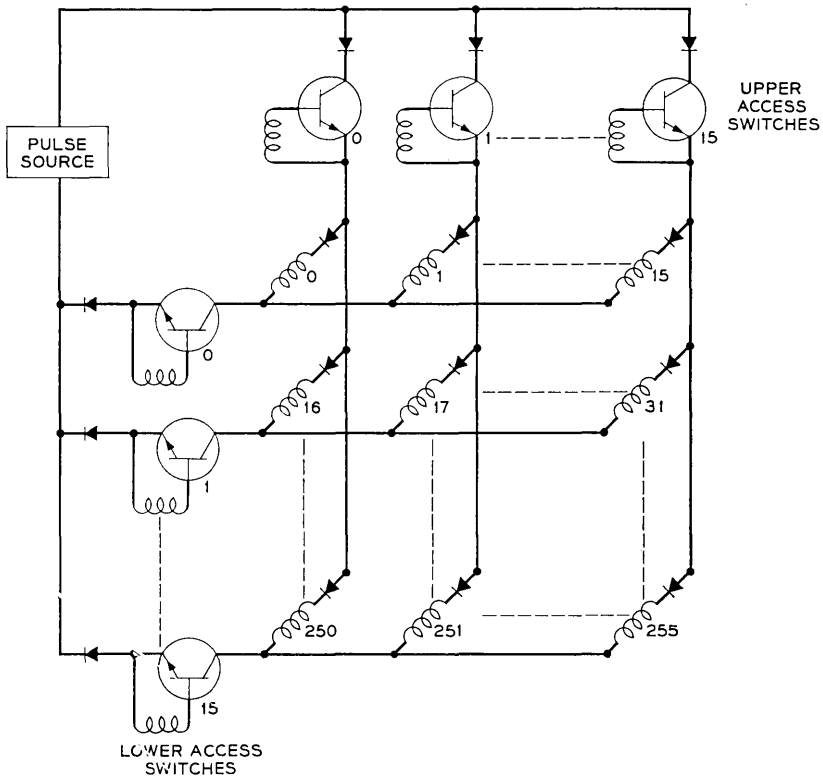 UPPER
ACCESS
SWITCHES
0
1
15
PULSE
SOURCE
0
1
15
0
16
17
31
1
250
251
255
15
LOWER ACCESS
SWITCHES